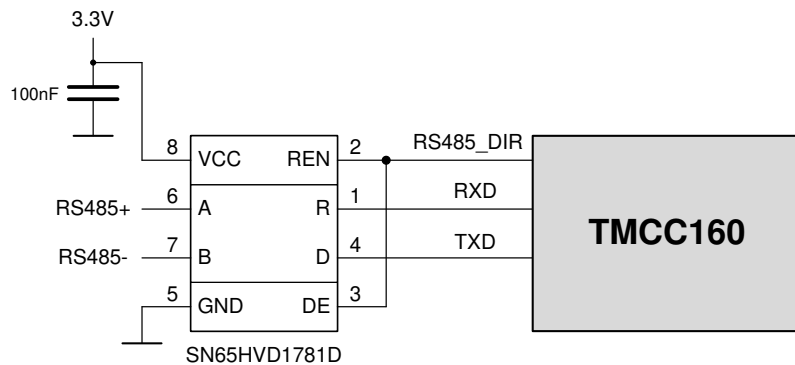 3.3V
100nF
8 VCC REN 2 RS485_DIR
RS485+ 6 A R 1 RXD
TMCC160
RS485- 7 B D 4 TXD
5 GND DE 3
SN65HVD1781D